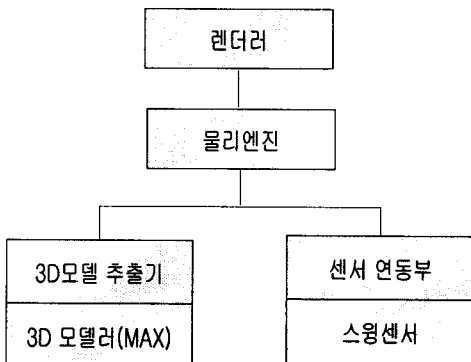 렌더러
물리엔진
3D모델 추출기
센서 연동부
3D 모델러(MAX)
스윙센서